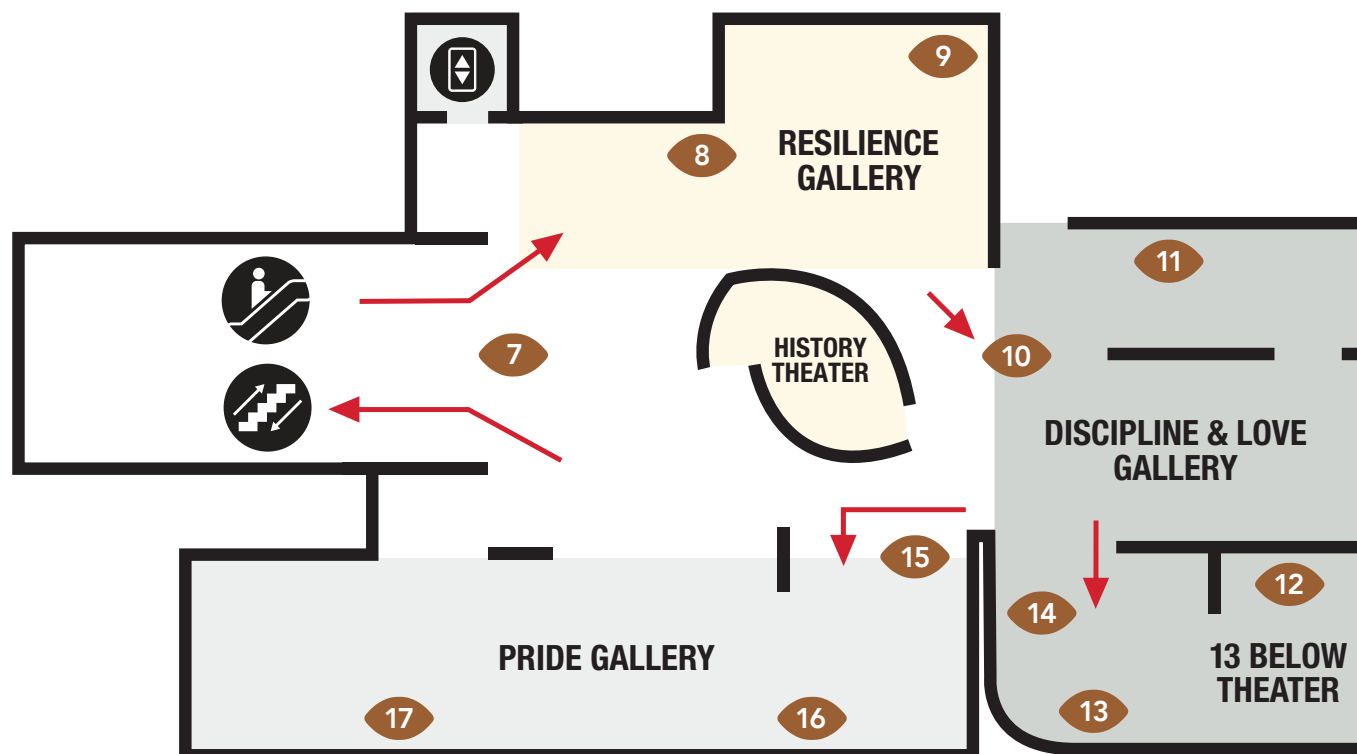 9
8
RESILIENCE
GALLERY
11
7
HISTORY
THEATER
10
DISCIPLINE & LOVE
GALLERY
15
12
14
PRIDE GALLERY
13 BELOW
THEATER
17
16
13